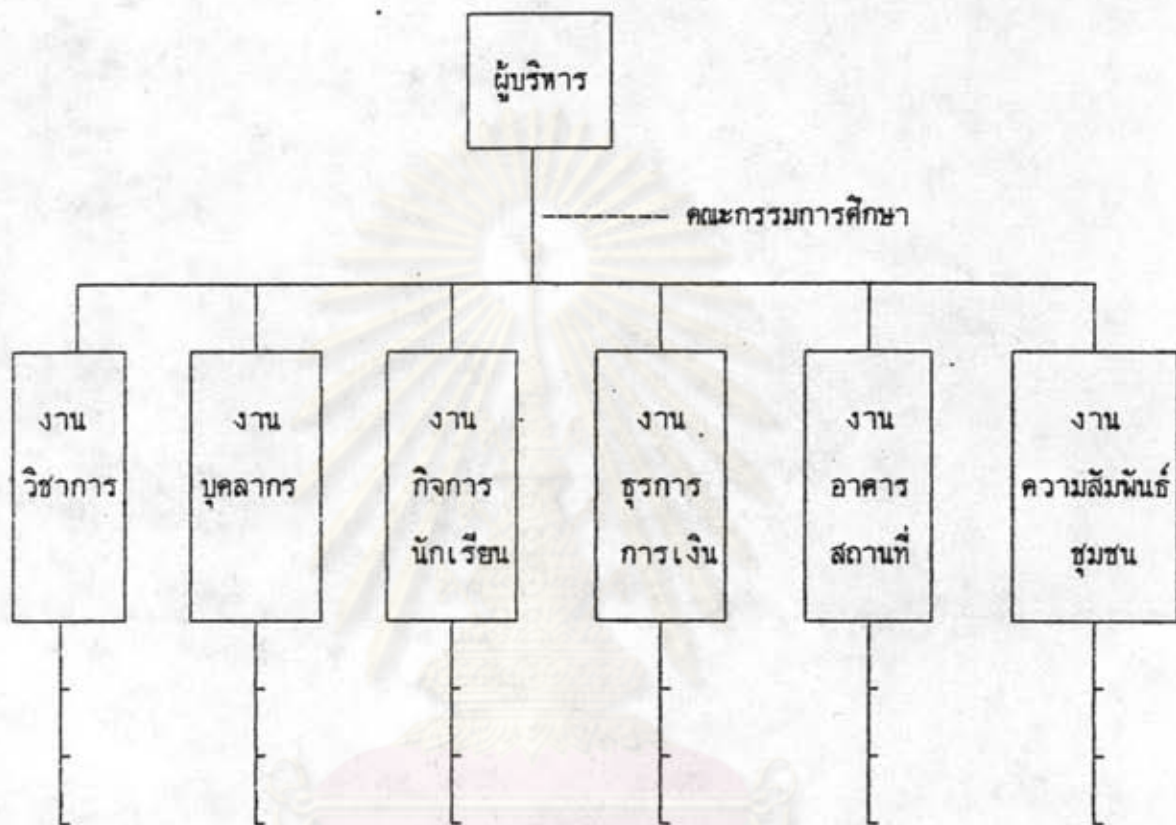 ผู้บริหาร
คณะกรรมการศึกษา
งาน
วิชาการ
งาน
บุคลากร
งาน
กิจการ
นักเรียน
งาน
ธุรการ
การเงิน
งาน
อาคาร
สถานที่
งาน
ความสัมพันธ์
ชุมชน